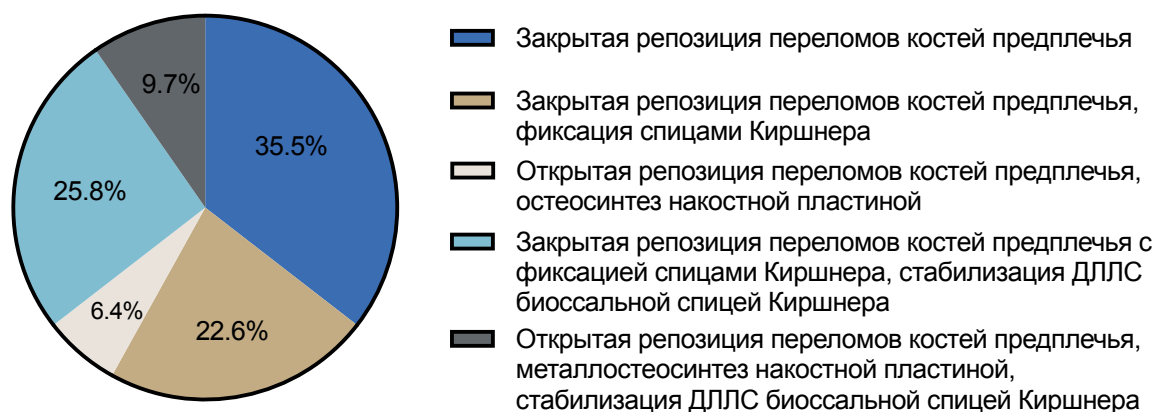 9.7%
35.5%
25.8%
6.4%
22.6%
Закрытая репозиция переломов костей предплечья
Закрытая репозиция переломов костей предплечья,
фиксация спицами Киршнера
Открытая репозиция переломов костей предплечья,
остеосинтез накостной пластиной
Закрытая репозиция переломов костей предплечья с
фиксацией спицами Киршнера, стабилизация ДЛЛС
биоссальной спицей Киршнера
Открытая репозиция переломов костей предплечья,
металлостеосинтез накостной пластиной,
стабилизация ДЛЛС биоссальной спицей Киршнера